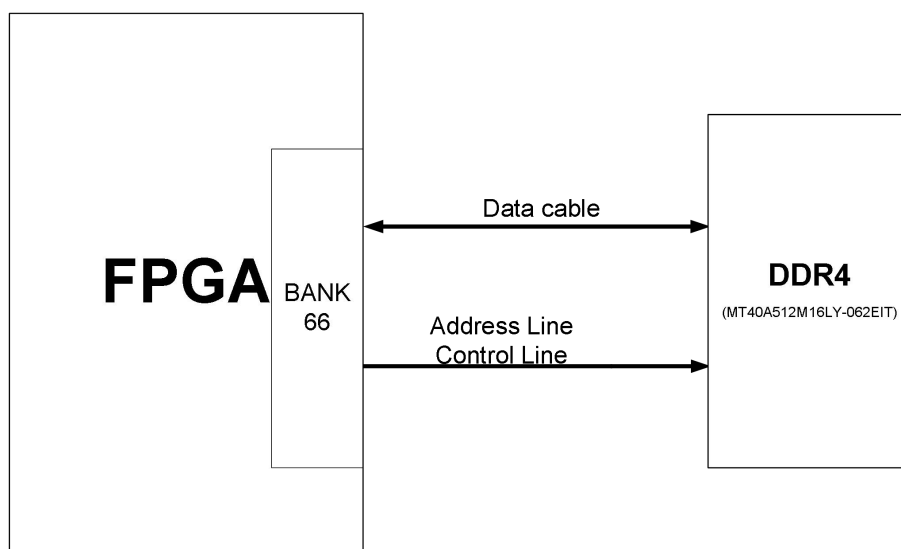 FPGA
BANK
66
Data cable
Address Line
Control Line
DDR4
(MT40A512M16LY-062EIT)